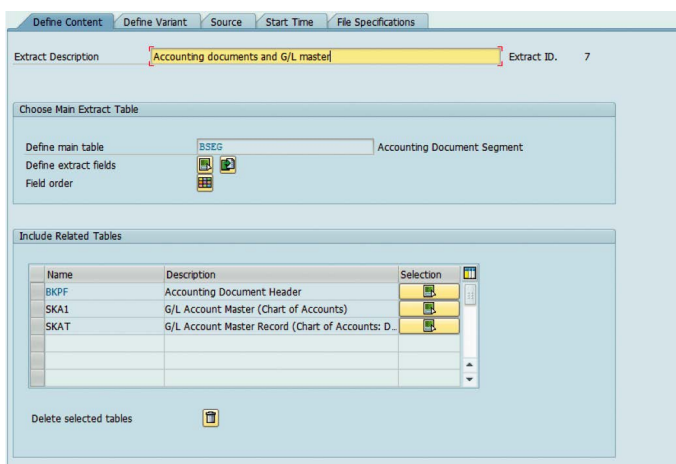 Define Content Define Variant Source Start Time File Specifications
Extract Description Accounting documents and G/L master Extract ID. 7
Choose Main Extract Table
Define main table BSEG Accounting Document Segment
Define extract fields
Field order
Include Related Tables
Name Description Selection
BKPF Accounting Document Header
SKA1 G/L Account Master (Chart of Accounts)
SKAT G/L Account Master Record (Chart of Accounts: D...
Delete selected tables